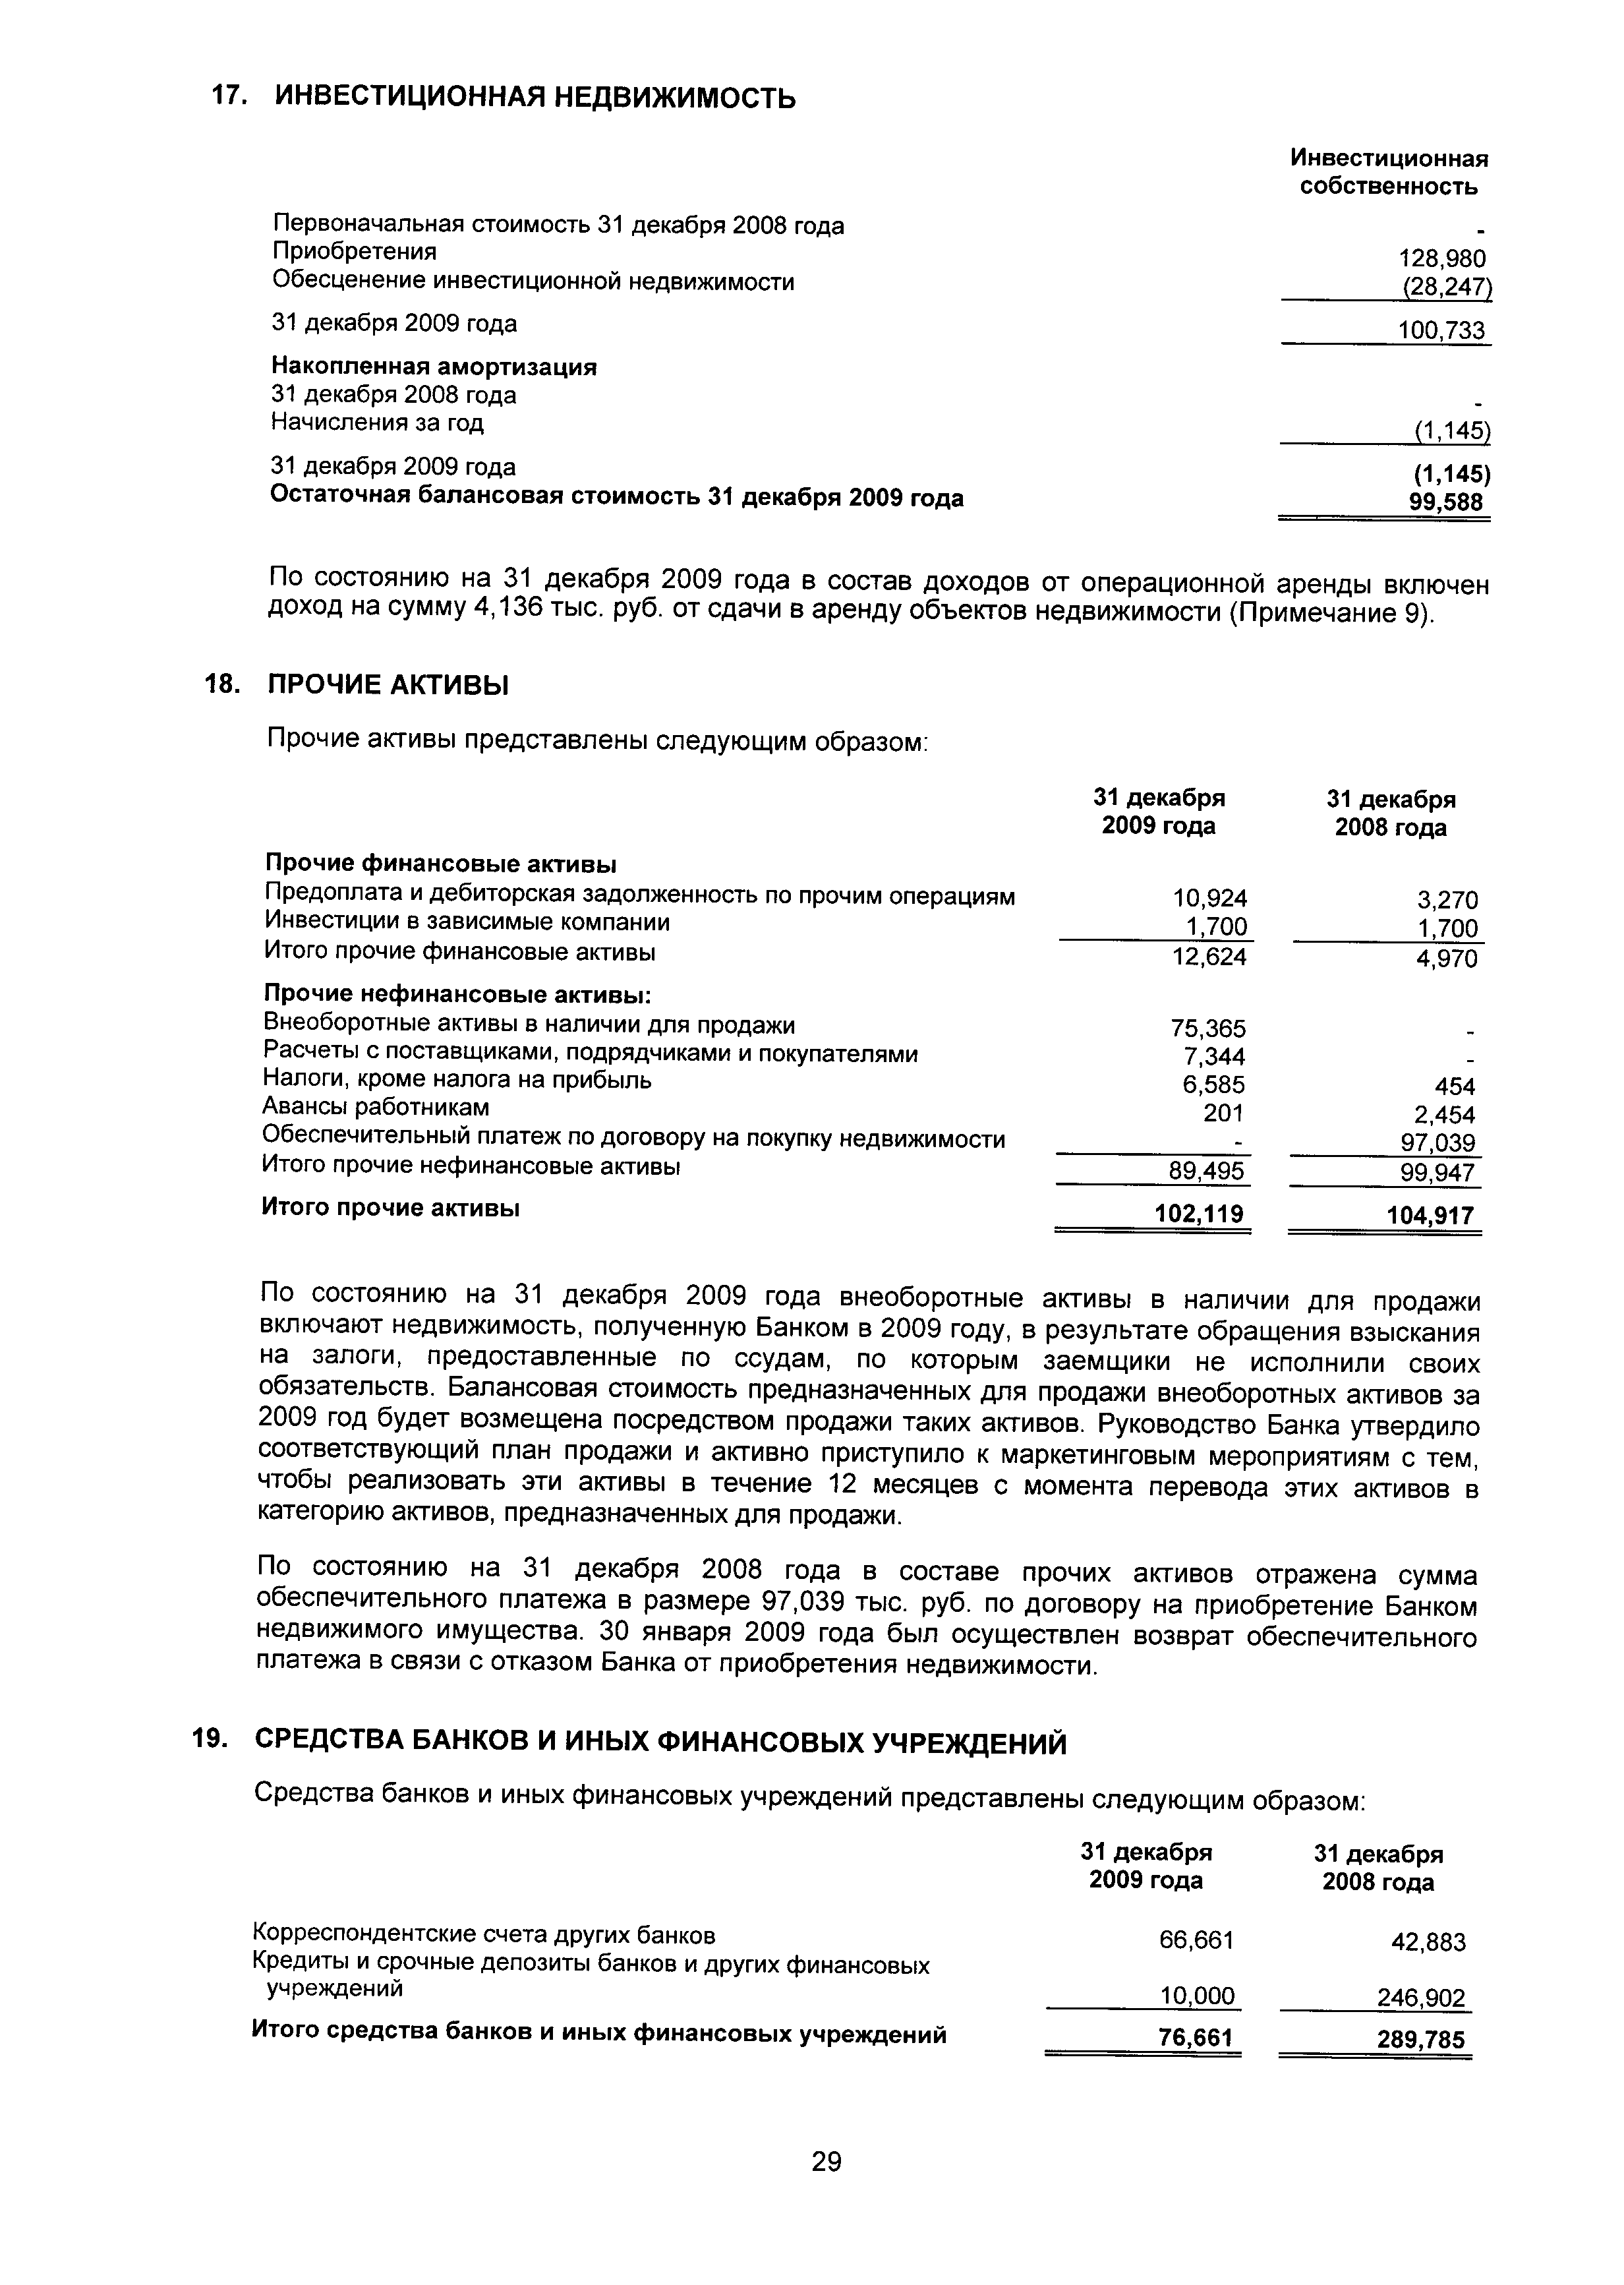 17. ИНВЕСТИЦИОННАЯ НЕДВИЖИМОСТЬ
Инвестиционная
собственность
Первоначальная стоимость 31 декабря 2008 года -
Приобретения 128,980
Обесценение инвестиционной недвижимости (28,247)
31 декабря 2009 года 100,733
Накопленная амортизация
31 декабря 2008 года -
Начисления за год (1,145)
31 декабря 2009 года (1,145)
Остаточная балансовая стоимость 31 декабря 2009 года 99,588
По состоянию на 31 декабря 2009 года в состав доходов от операционной аренды включен
доход на сумму 4,136 тыс. руб. от сдачи в аренду объектов недвижимости (Примечание 9).
18. ПРОЧИЕ АКТИВЫ
Прочие активы представлены следующим образом:
31 декабря 31 декабря
2009 года 2008 года
Прочие финансовые активы
Предоплата и дебиторская задолженность по прочим операциям 10,924 3,270
Инвестиции в зависимые компании 1,700 1,700
Итого прочие финансовые активы 12,624 4,970
Прочие нефинансовые активы:
Внеоборотные активы в наличии для продажи 75,365 -
Расчеты с поставщиками, подрядчиками и покупателями 7,344 -
Налоги, кроме налога на прибыль 6,585 454
Авансы работникам 201 2,454
Обеспечительный платеж по договору на покупку недвижимости - 97,039
Итого прочие нефинансовые активы 89,495 99,947
Итого прочие активы 102,119 104,917
По состоянию на 31 декабря 2009 года внеоборотные активы в наличии для продажи
включают недвижимость, полученную Банком в 2009 году, в результате обращения взыскания
на залоги, предоставленные по ссудам, по которым заемщики не исполнили своих
обязательств. Балансовая стоимость предназначенных для продажи внеоборотных активов за
2009 год будет возмещена посредством продажи таких активов. Руководство Банка утвердило
соответствующий план продажи и активно приступило к маркетинговым мероприятиям с тем,
чтобы реализовать эти активы в течение 12 месяцев с момента перевода этих активов в
категорию активов, предназначенных для продажи.
По состоянию на 31 декабря 2008 года в составе прочих активов отражена сумма
обеспечительного платежа в размере 97,039 тыс. руб. по договору на приобретение Банком
недвижимого имущества. 30 января 2009 года был осуществлен возврат обеспечительного
платежа в связи с отказом Банка от приобретения недвижимости.
19. СРЕДСТВА БАНКОВ И ИНЫХ ФИНАНСОВЫХ УЧРЕЖДЕНИЙ
Средства банков и иных финансовых учреждений представлены следующим образом:
31 декабря 31 декабря
2009 года 2008 года
Корреспондентские счета других банков 66,661 42,883
Кредиты и срочные депозиты банков и других финансовых
учреждений 10,000 246,902
Итого средства банков и иных финансовых учреждений 76,661 289,785
29